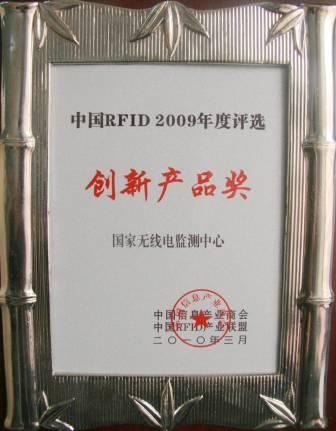 中国RFID 2009年度评选
创新产品奖
国家无线电监测中心
中国信息产业商会
中国RFID产业联盟
二〇一〇年三月